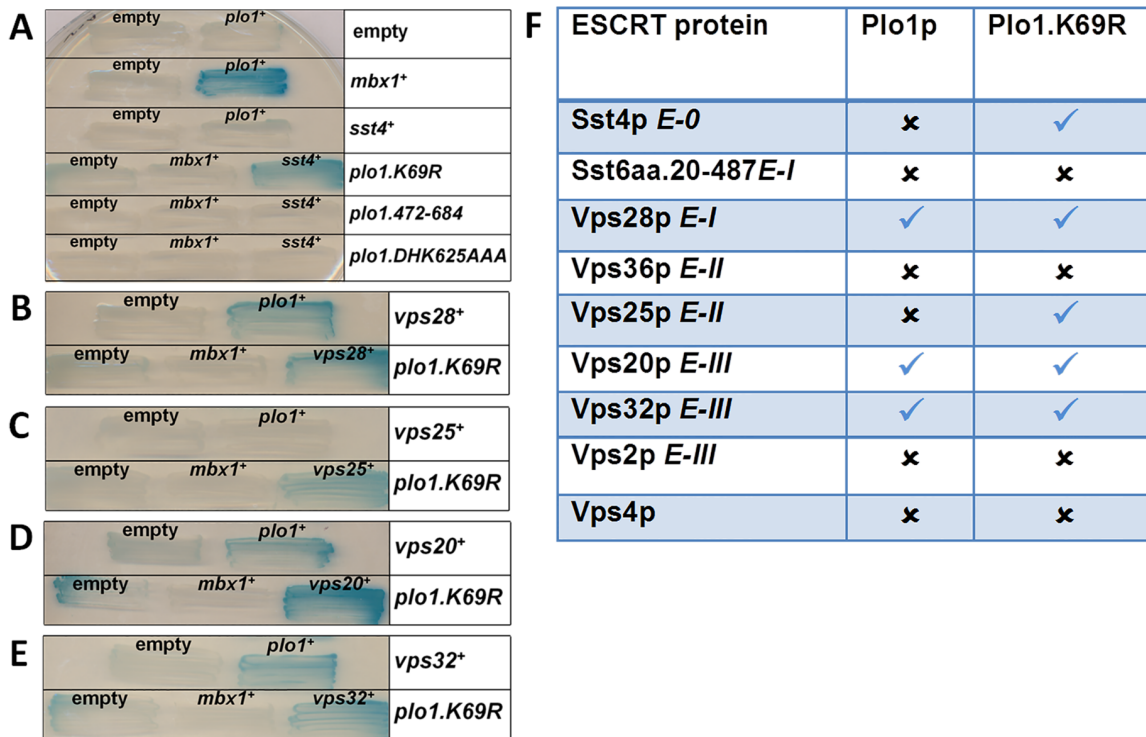 A
empty plo1+ empty
empty plo1+ mbx1+
empty plo1+ sst4+
empty mbx1+ sst4+ plo1.K69R
mbx1+ sst4+ plo1.472-684
empty mbx1+ sst4+ plo1.DHK625AAA
B
empty plo1+ vps28+
empty mbx1+ vps28+ plo1.K69R
C
empty plo1+ vps25+
empty mbx1+ vps25+ plo1.K69R
D
empty plo1+ vps20+
empty mbx1+ vps20+ plo1.K69R
E
empty plo1+ vps32+
empty mbx1+ vps32+ plo1.K69R
F
ESCRT protein Plo1p Plo1.K69R
Sst4p E-0 ✗ ✓
Sst6aa.20-487E-I ✗ ✗
Vps28p E-I ✓ ✓
Vps36p E-II ✗ ✗
Vps25p E-II ✗ ✓
Vps20p E-III ✓ ✓
Vps32p E-III ✓ ✓
Vps2p E-III ✗ ✗
Vps4p ✗ ✗